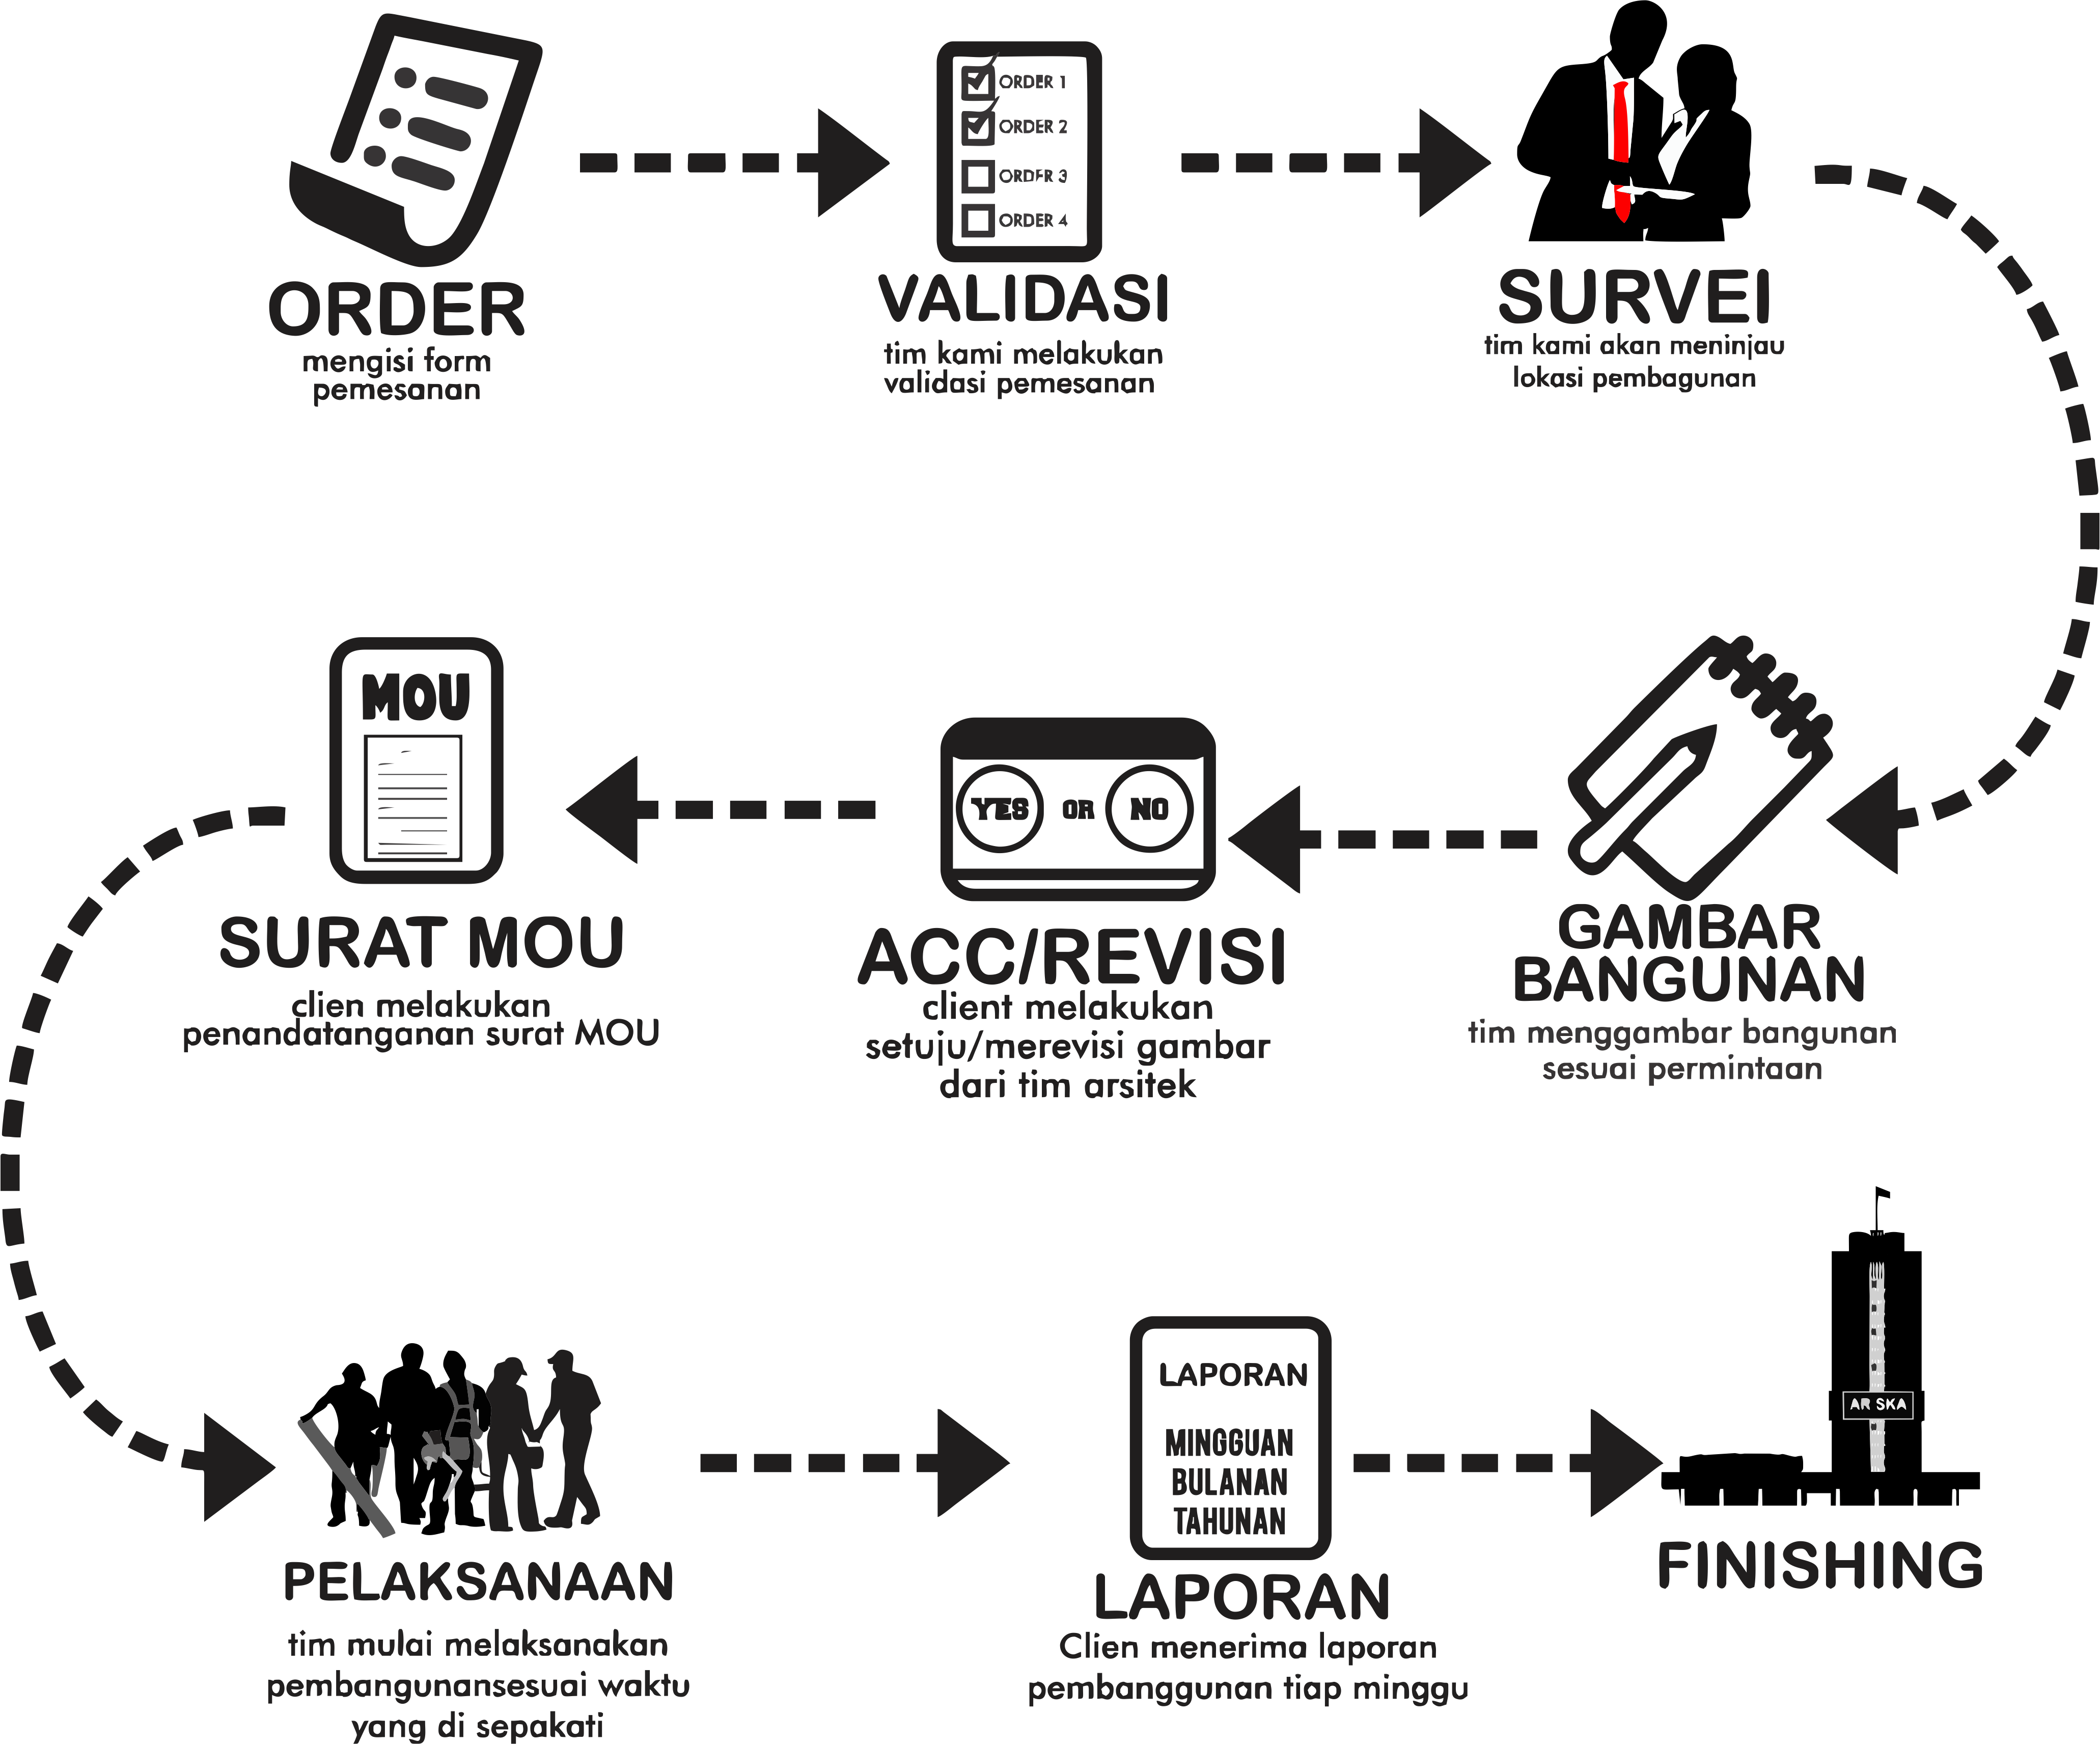 ORDER 1
ORDER 2
ORDER 3
ORDER 4
ORDER
mengisi form
pemesanan
VALIDASI
tim kami melakukan
validasi pemesanan
SURVEI
tim kami akan meninjau
lokasi pembagunan
GAMBAR
BANGUNAN
tim menggambar bangunan
sesuai permintaan
YES OR NO
ACC/REVISI
client melakukan
setuju/merevisi gambar
dari tim arsitek
MOU
SURAT MOU
clien melakukan
penandatanganan surat MOU
PELAKSANAAN
tim mulai melaksanakan
pembangunansesuai waktu
yang di sepakati
LAPORAN
MINGGUAN
BULANAN
TAHUNAN
LAPORAN
Clien menerima laporan
pembanggunan tiap minggu
AR SKA
FINISHING